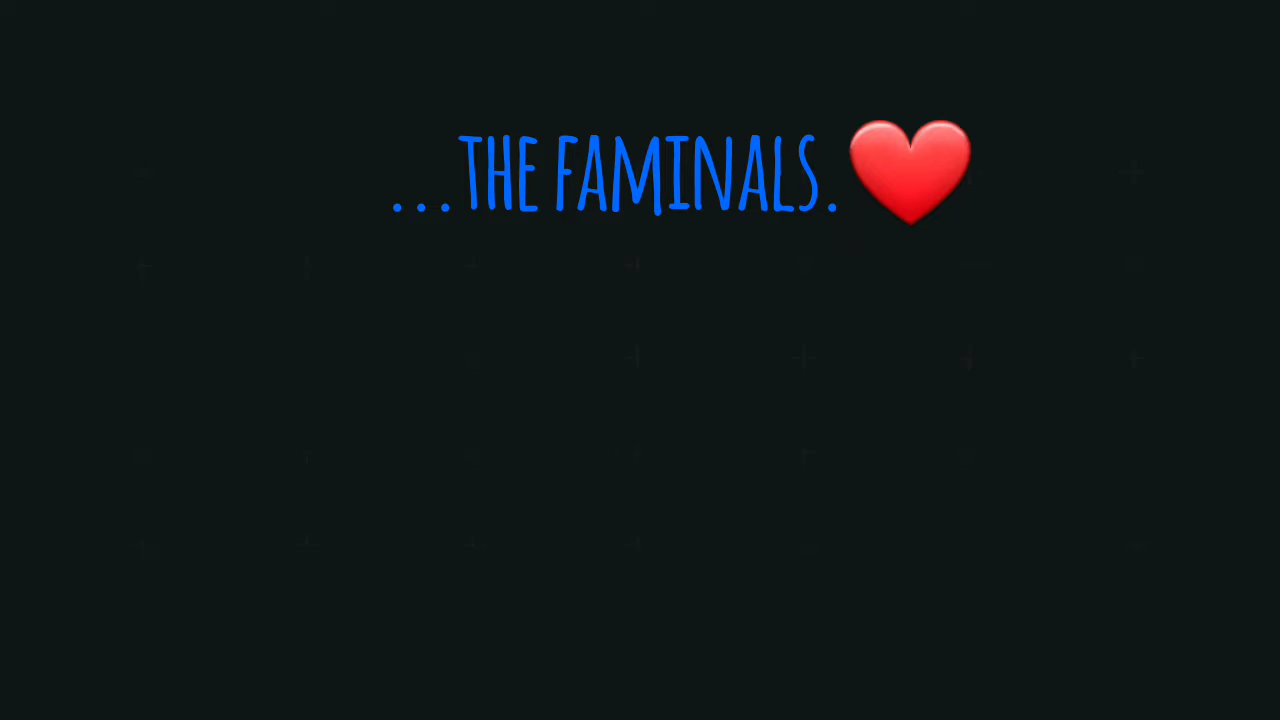 ...THE FAMINALS. ❤️